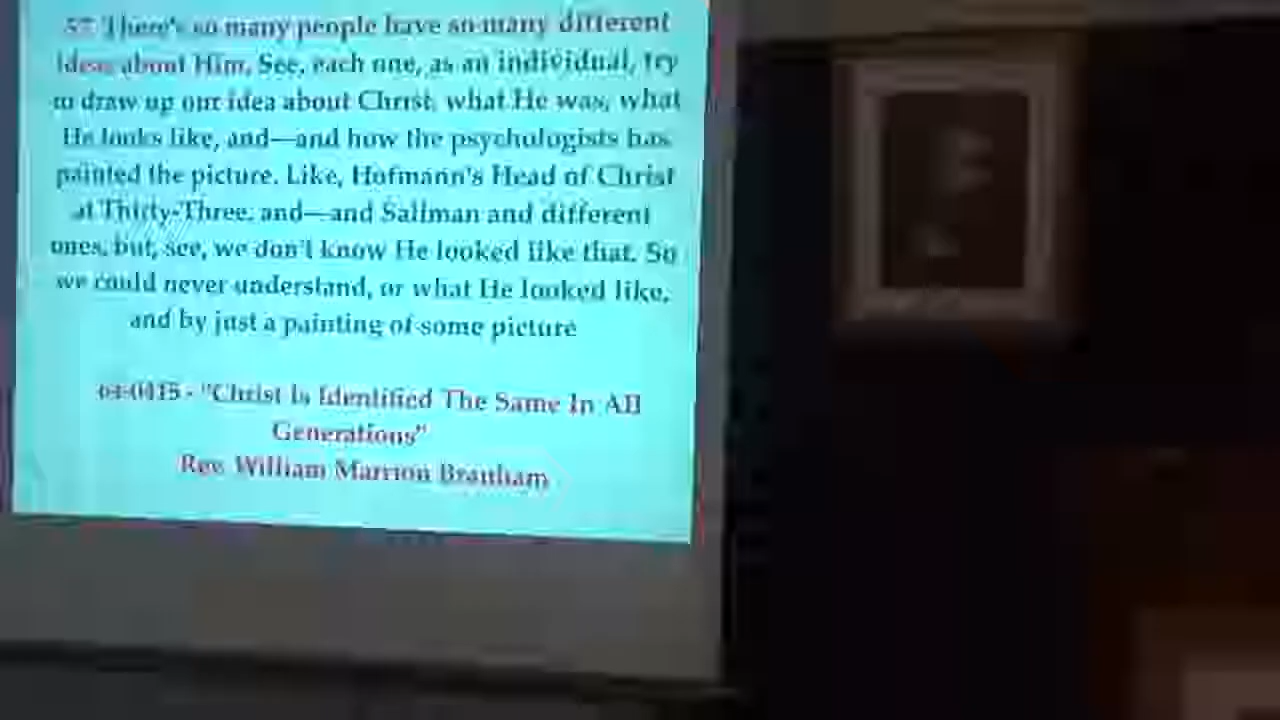 57 There's so many people have so many different
ideas about Him. See, each one, as an individual, try
to draw up our idea about Christ, what He was, what
He looks like, and—and how the psychologists has
painted the picture. Like, Hofmann's Head of Christ
at Thirty-Three, and—and Sallman and different
ones, but, see, we don't know He looked like that. So
we could never understand, or what He looked like,
and by just a painting of some picture
64-0415 - "Christ Is Identified The Same In All
Generations"
Rev. William Marrion Branham